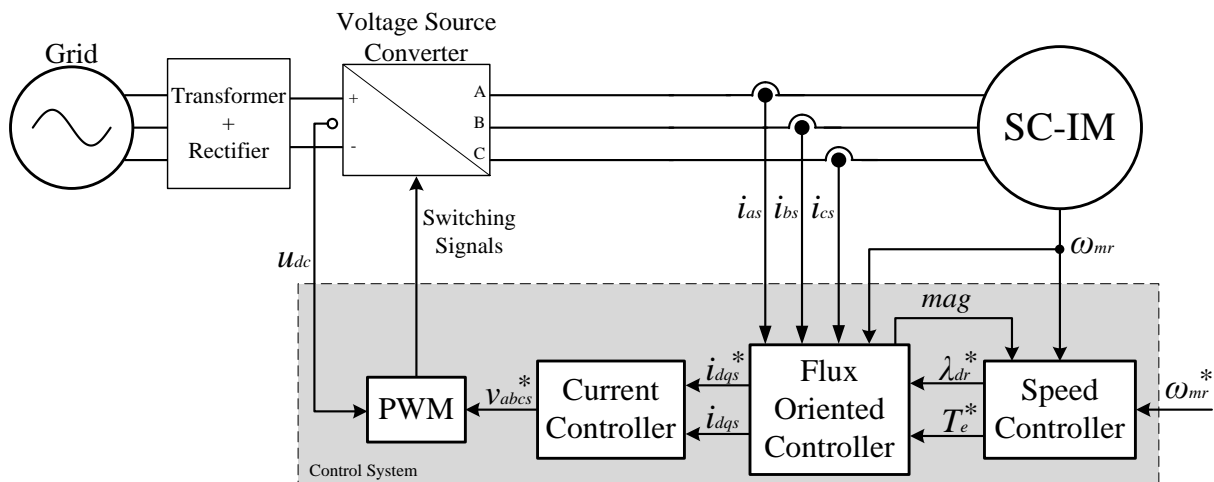 Grid
Transformer
+
Rectifier
Voltage Source
Converter
+
-
A
B
C
SC-IM
Switching
Signals
u_dc
i_as
i_bs
i_cs
ω_mr
mag
PWM
v_abcs*
Current
Controller
i_dqs*
i_dqs
Flux
Oriented
Controller
λ_dr*
T_e*
Speed
Controller
ω_mr*
Control System